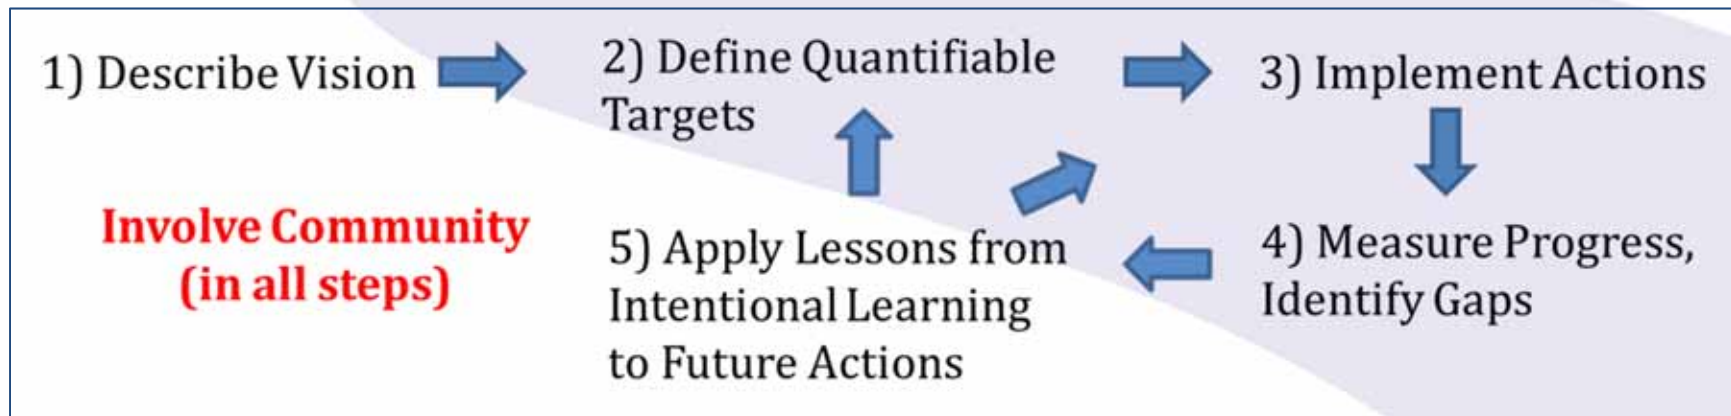 1) Describe Vision
2) Define Quantifiable
Targets
3) Implement Actions
Involve Community
(in all steps)
5) Apply Lessons from
Intentional Learning
to Future Actions
4) Measure Progress,
Identify Gaps